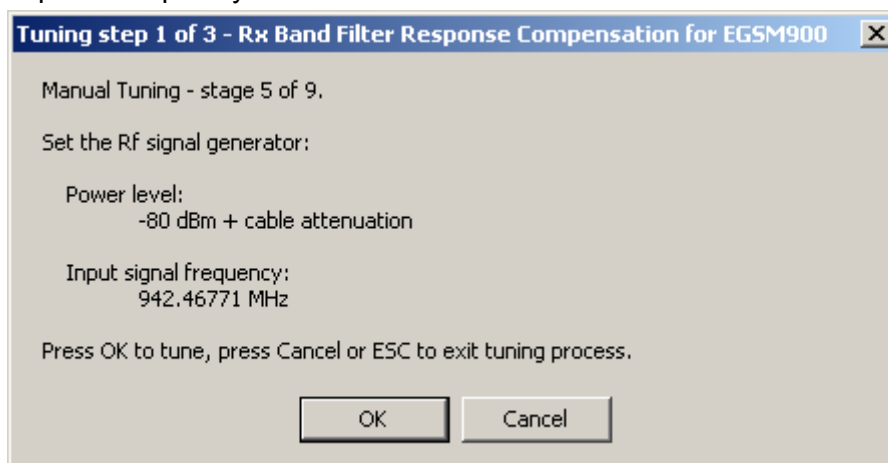 Tuning step 1 of 3 - Rx Band Filter Response Compensation for EGSM900
Manual Tuning - stage 5 of 9.
Set the Rf signal generator:
Power level:
-80 dBm + cable attenuation
Input signal frequency:
942.46771 MHz
Press OK to tune, press Cancel or ESC to exit tuning process.
OK
Cancel